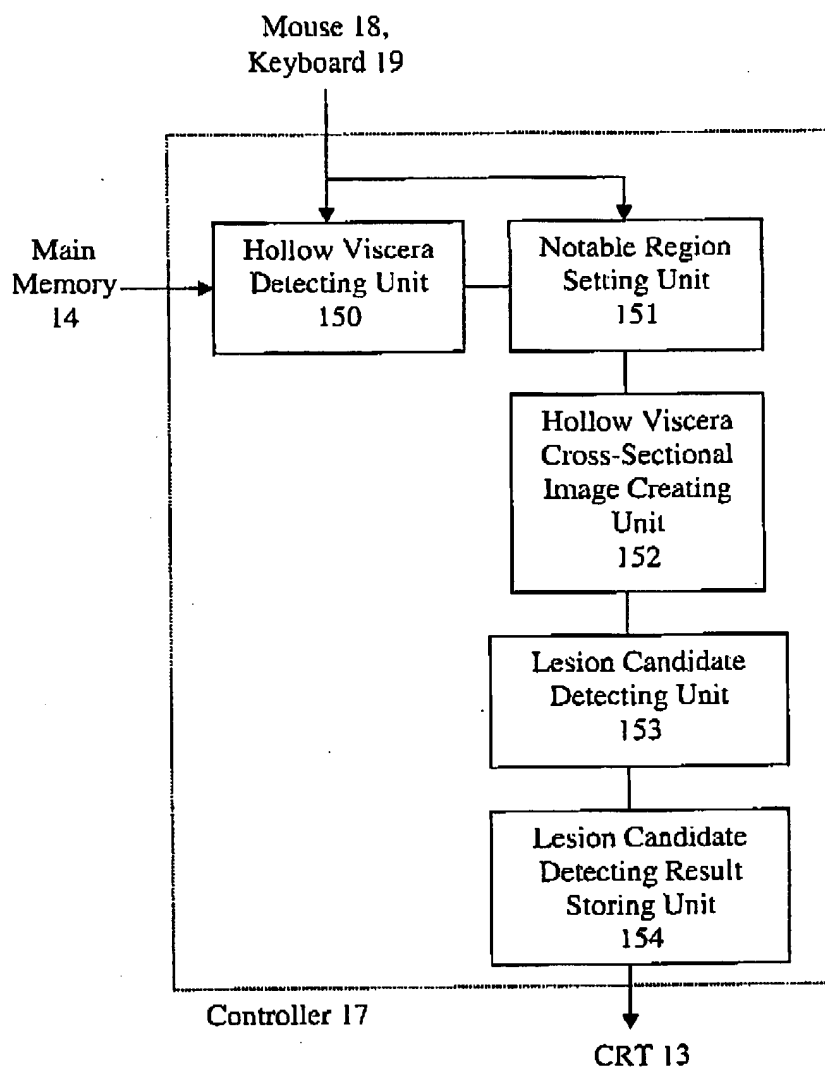 Mouse 18,
Keyboard 19
Main
Memory
14
Hollow Viscera
Detecting Unit
150
Notable Region
Setting Unit
151
Hollow Viscera
Cross-Sectional
Image Creating
Unit
152
Lesion Candidate
Detecting Unit
153
Lesion Candidate
Detecting Result
Storing Unit
154
Controller 17
CRT 13